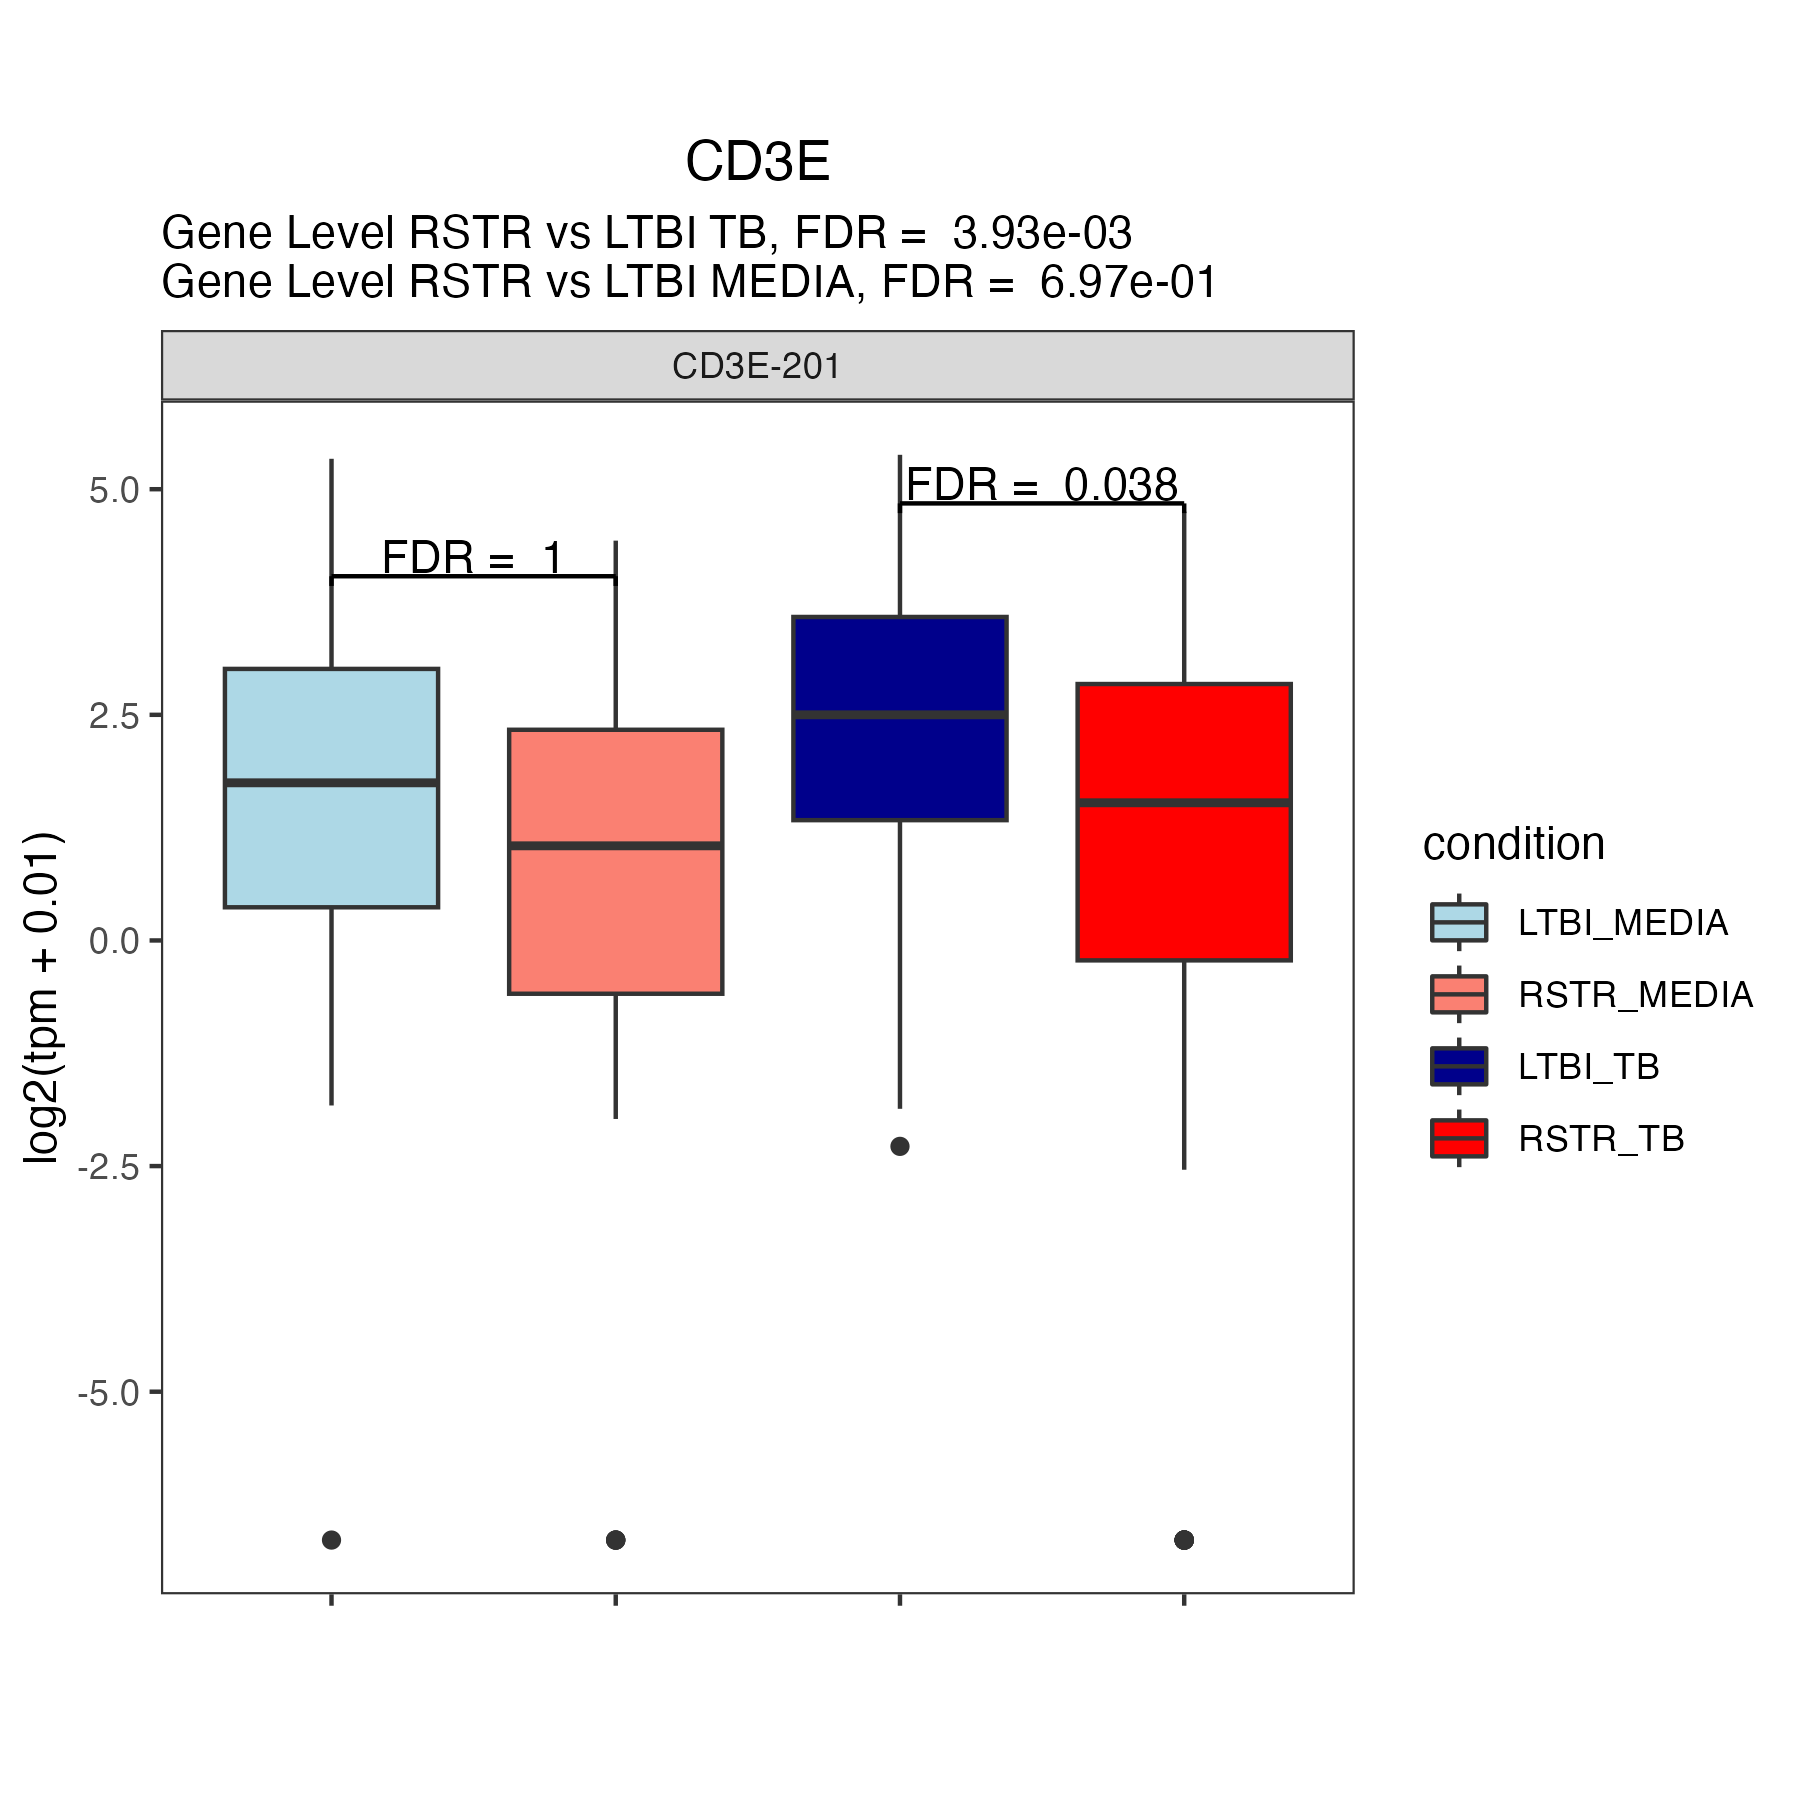 CD3E
Gene Level RSTR vs LTBI TB, FDR =  3.93e-03
Gene Level RSTR vs LTBI MEDIA, FDR =  6.97e-01
CD3E-201
FDR =  0.038
FDR =  1
5.0
2.5
0.0
-2.5
-5.0
log2(tpm + 0.01)
condition
LTBI_MEDIA
RSTR_MEDIA
LTBI_TB
RSTR_TB